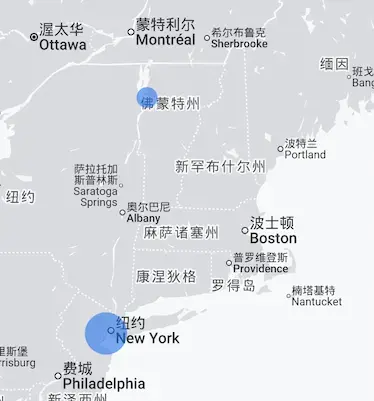 渥太华
Ottawa
蒙特利尔
Montréal
希尔布鲁克
Sherbrooke
缅因
班戈
Bang
佛蒙特州
波特兰
Portland
萨拉托加
斯普林斯
Saratoga
Springs
新罕布什尔州
纽约
奥尔巴尼
Albany
波士顿
Boston
麻萨诸塞州
普罗维登斯
Providence
康涅狄格
罗得岛
楠塔基特
Nantucket
纽约
New York
里斯堡
rrisburg
费城
Philadelphia
新泽西州